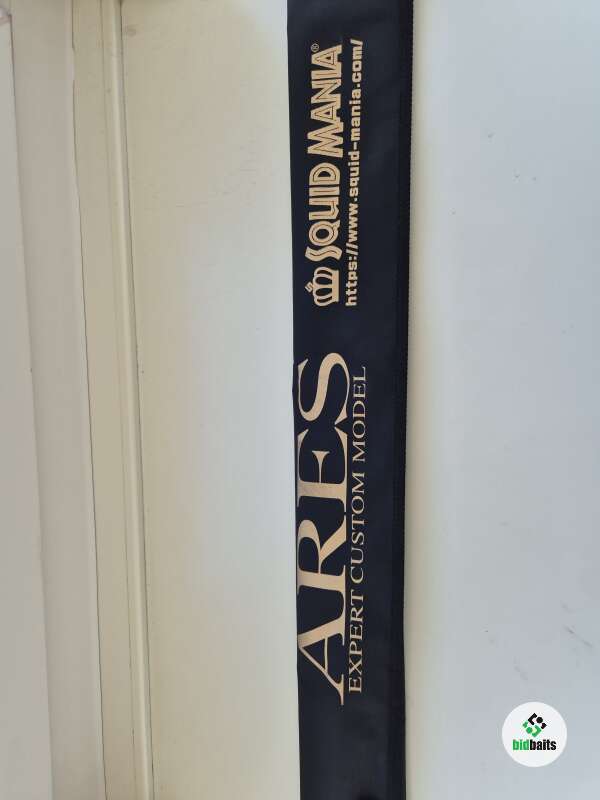 ARES
EXPERT CUSTOM MODEL
SQUID MANIA®
https://www.squid-mania.com/
bidbaits